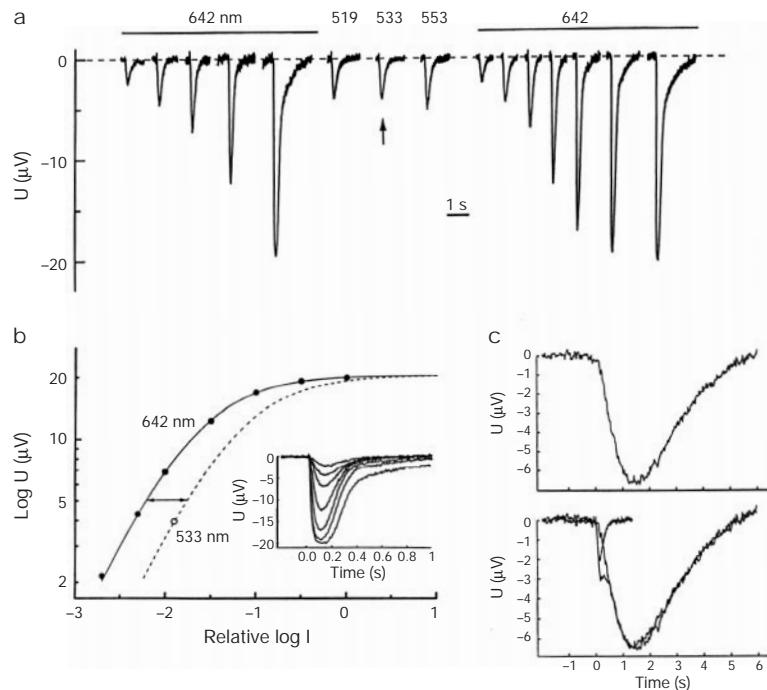 a
642 nm 519 533 553 642
0
−10
−20
U (μV)
1 s
b
20
10
5
2
Log U (μV)
642 nm
533 nm
−3 −2 −1 0 1
Relative log I
0
−5
−10
−15
−20
U (μV)
0.0 0.2 0.4 0.6 0.8 1
Time (s)
c
0
−1
−2
−3
−4
−5
−6
U (μV)
0
−1
−2
−3
−4
−5
−6
U (μV)
−1 0 1 2 3 4 5 6
Time (s)